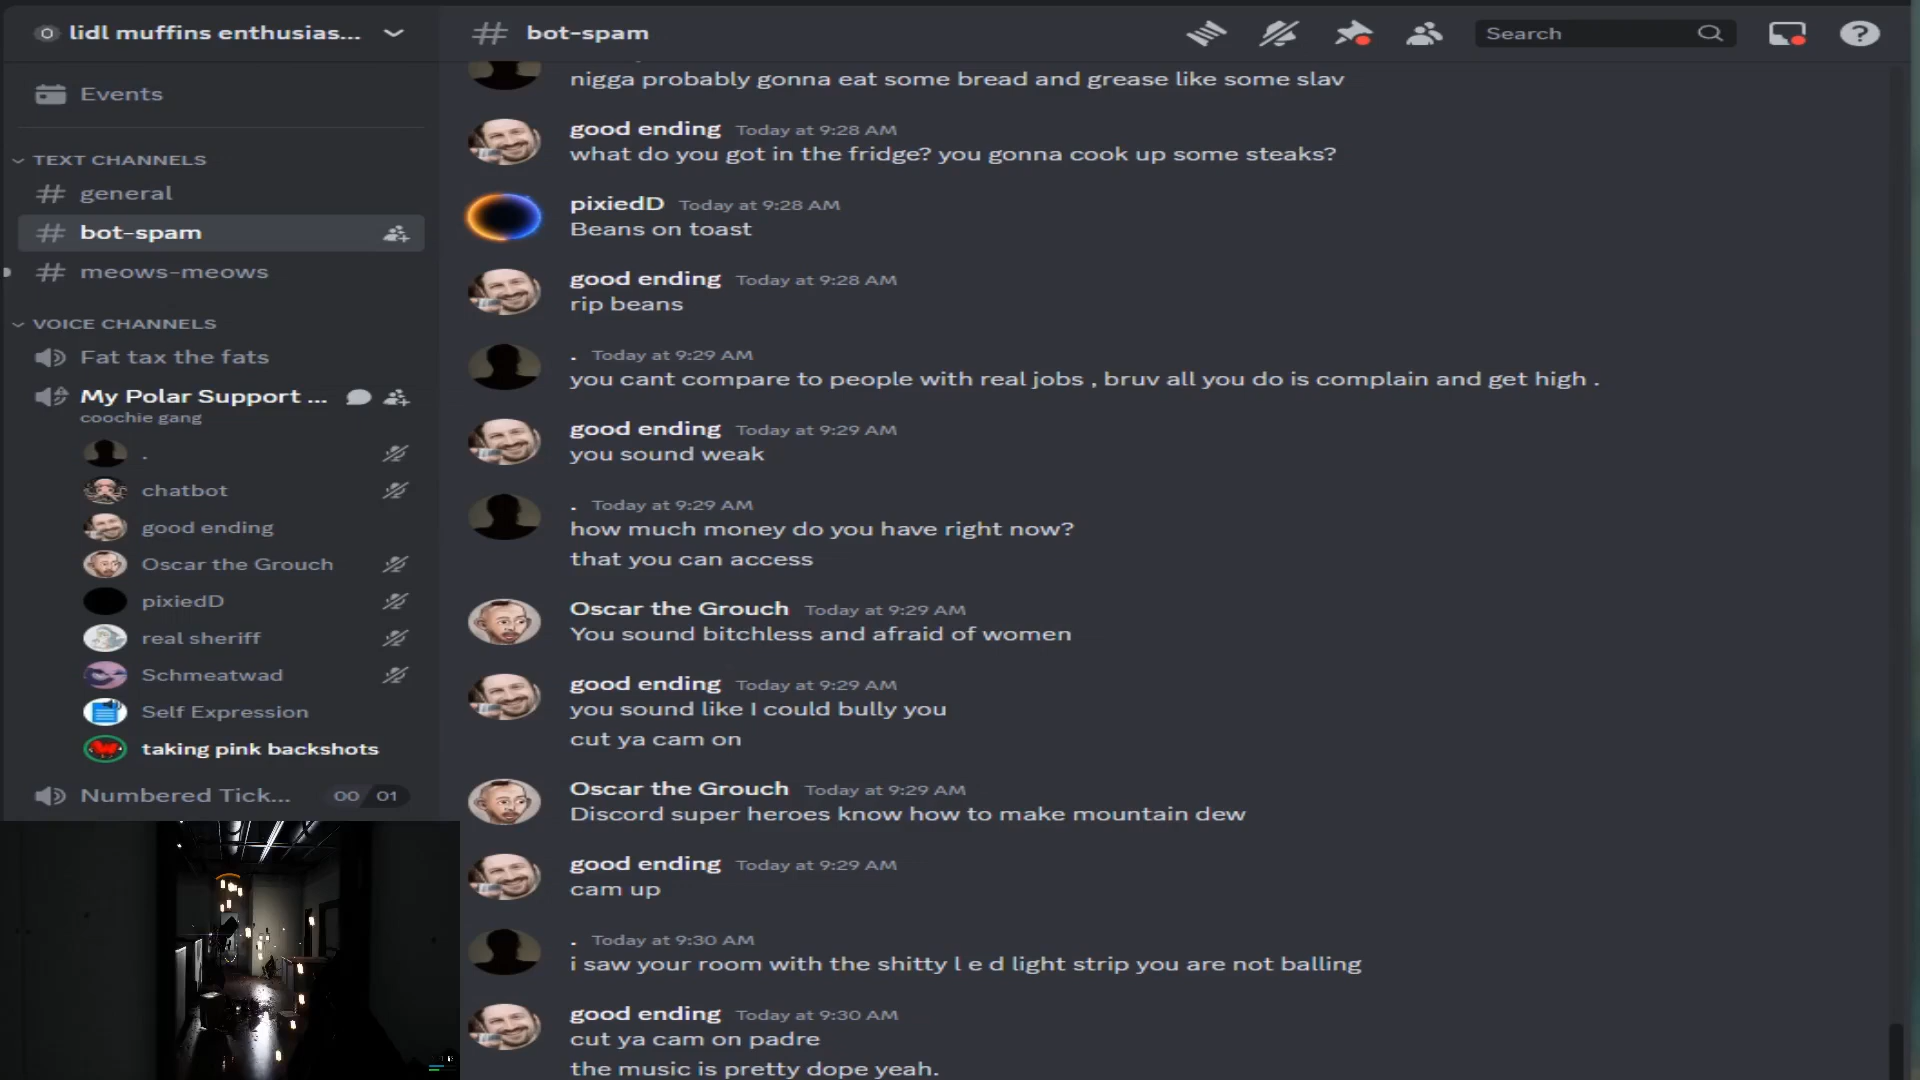 lidl muffins enthusias...
Events
TEXT CHANNELS
general
bot-spam
meows-meows
VOICE CHANNELS
Fat tax the fats
My Polar Support ...
coochie gang
.
chatbot
good ending
Oscar the Grouch
pixiedD
real sheriff
Schmeatwad
Self Expression
taking pink backshots
Numbered Tick... 00 / 01
# bot-spam
Search
nigga probably gonna eat some bread and grease like some slav
good ending Today at 9:28 AM
what do you got in the fridge? you gonna cook up some steaks?
pixiedD Today at 9:28 AM
Beans on toast
good ending Today at 9:28 AM
rip beans
. Today at 9:29 AM
you cant compare to people with real jobs , bruv all you do is complain and get high .
good ending Today at 9:29 AM
you sound weak
. Today at 9:29 AM
how much money do you have right now?
that you can access
Oscar the Grouch Today at 9:29 AM
You sound bitchless and afraid of women
good ending Today at 9:29 AM
you sound like I could bully you
cut ya cam on
Oscar the Grouch Today at 9:29 AM
Discord super heroes know how to make mountain dew
good ending Today at 9:29 AM
cam up
. Today at 9:30 AM
i saw your room with the shitty l e d light strip you are not balling
good ending Today at 9:30 AM
cut ya cam on padre
the music is pretty dope yeah.